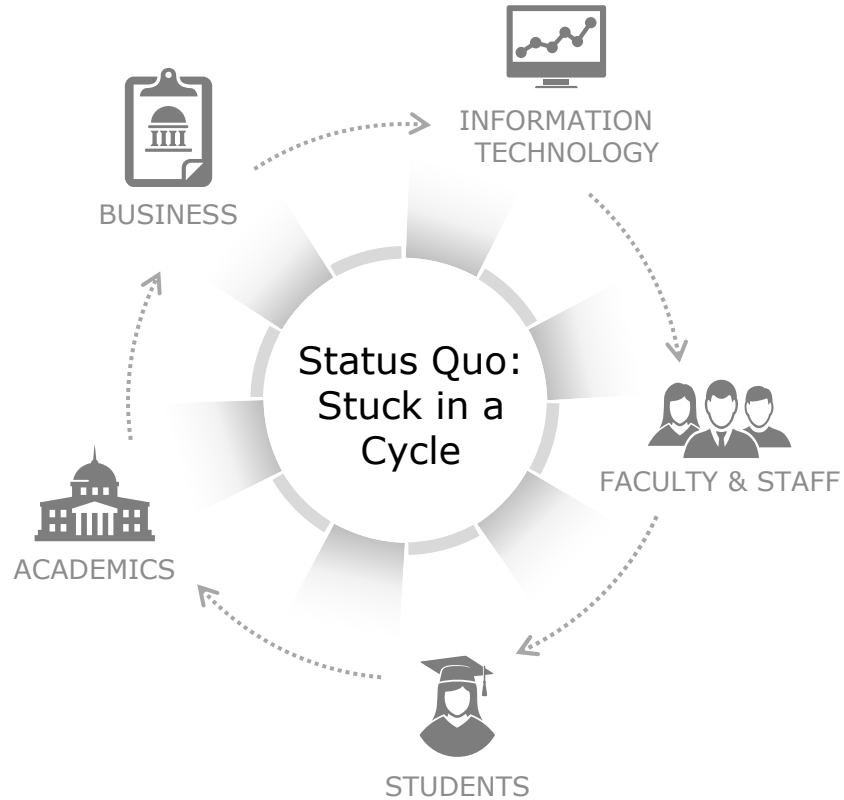 INFORMATION
TECHNOLOGY
BUSINESS
Status Quo:
Stuck in a
Cycle
FACULTY & STAFF
ACADEMICS
STUDENTS